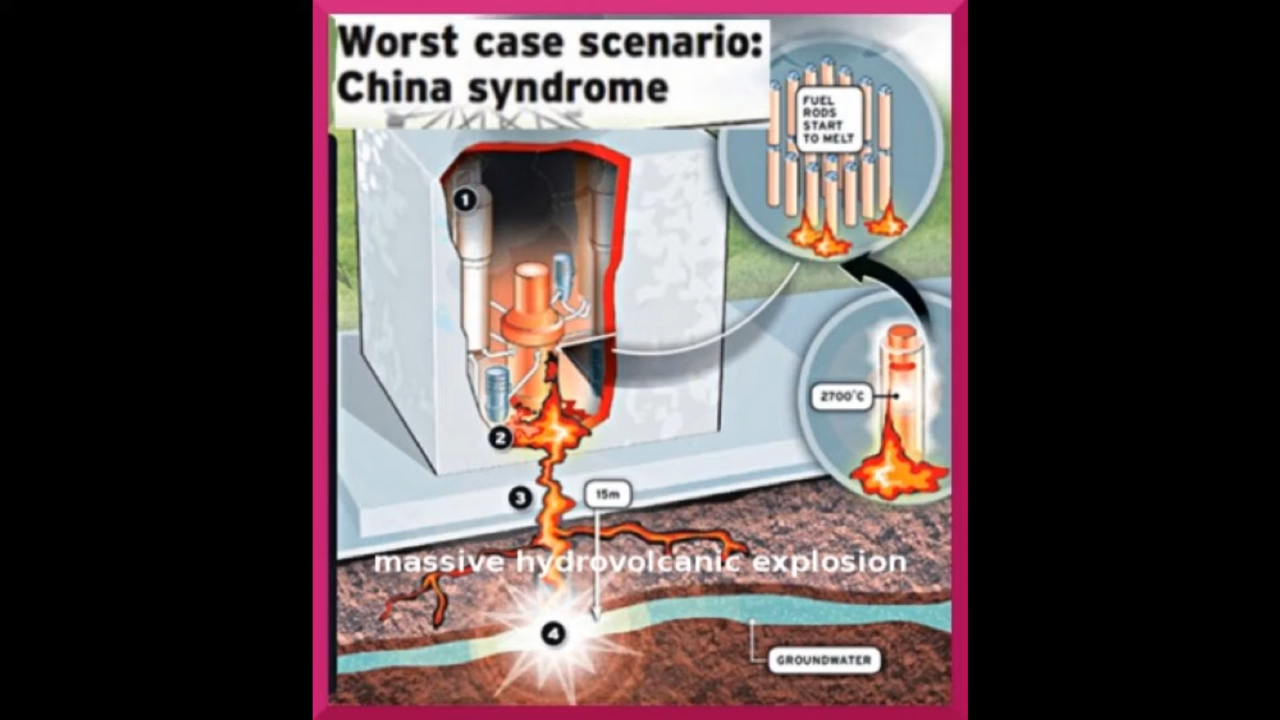 Worst case scenario:
China syndrome
FUEL
RODS
START
TO MELT
1
2700°C
2
3
15m
massive hydrovolcanic explosion
4
GROUNDWATER